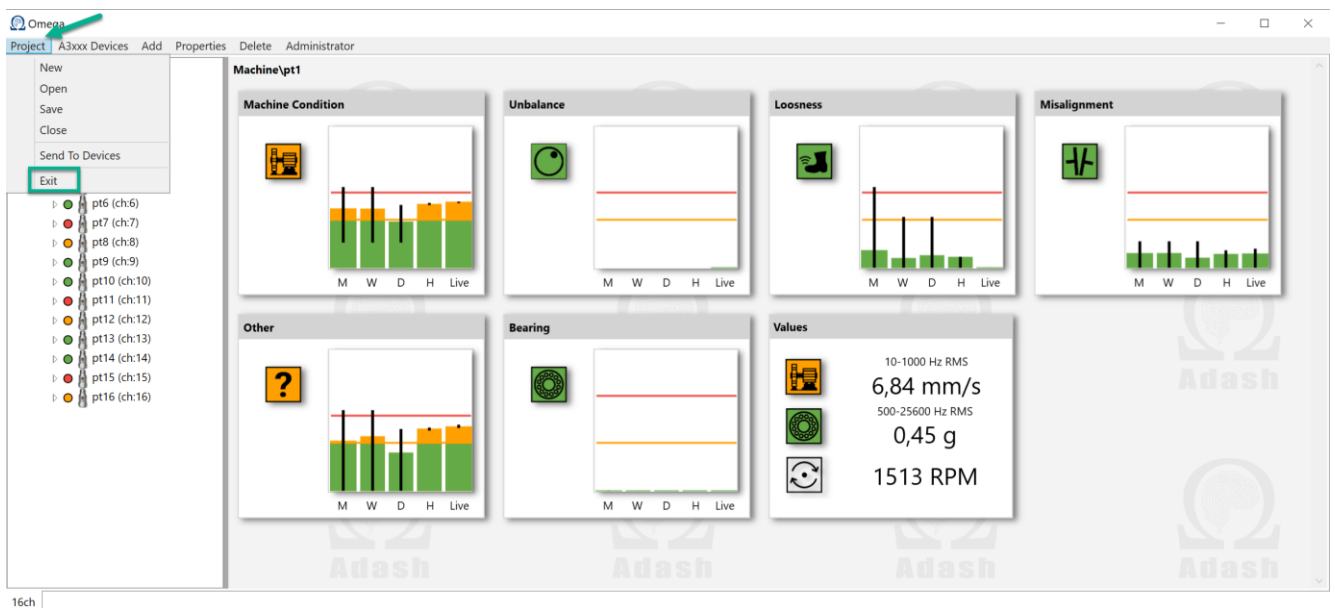 Omega
Project A3xxx Devices Add Properties Delete Administrator
New
Open
Save
Close
Send To Devices
Exit
pt6 (ch:6)
pt7 (ch:7)
pt8 (ch:8)
pt9 (ch:9)
pt10 (ch:10)
pt11 (ch:11)
pt12 (ch:12)
pt13 (ch:13)
pt14 (ch:14)
pt15 (ch:15)
pt16 (ch:16)
Machine\pt1
Machine Condition
M W D H Live
Unbalance
M W D H Live
Loosness
M W D H Live
Misalignment
M W D H Live
Other
?
M W D H Live
Bearing
M W D H Live
Values
10-1000 Hz RMS
6,84 mm/s
500-25600 Hz RMS
0,45 g
1513 RPM
Adash
Adash
Adash
Adash
Adash
16ch